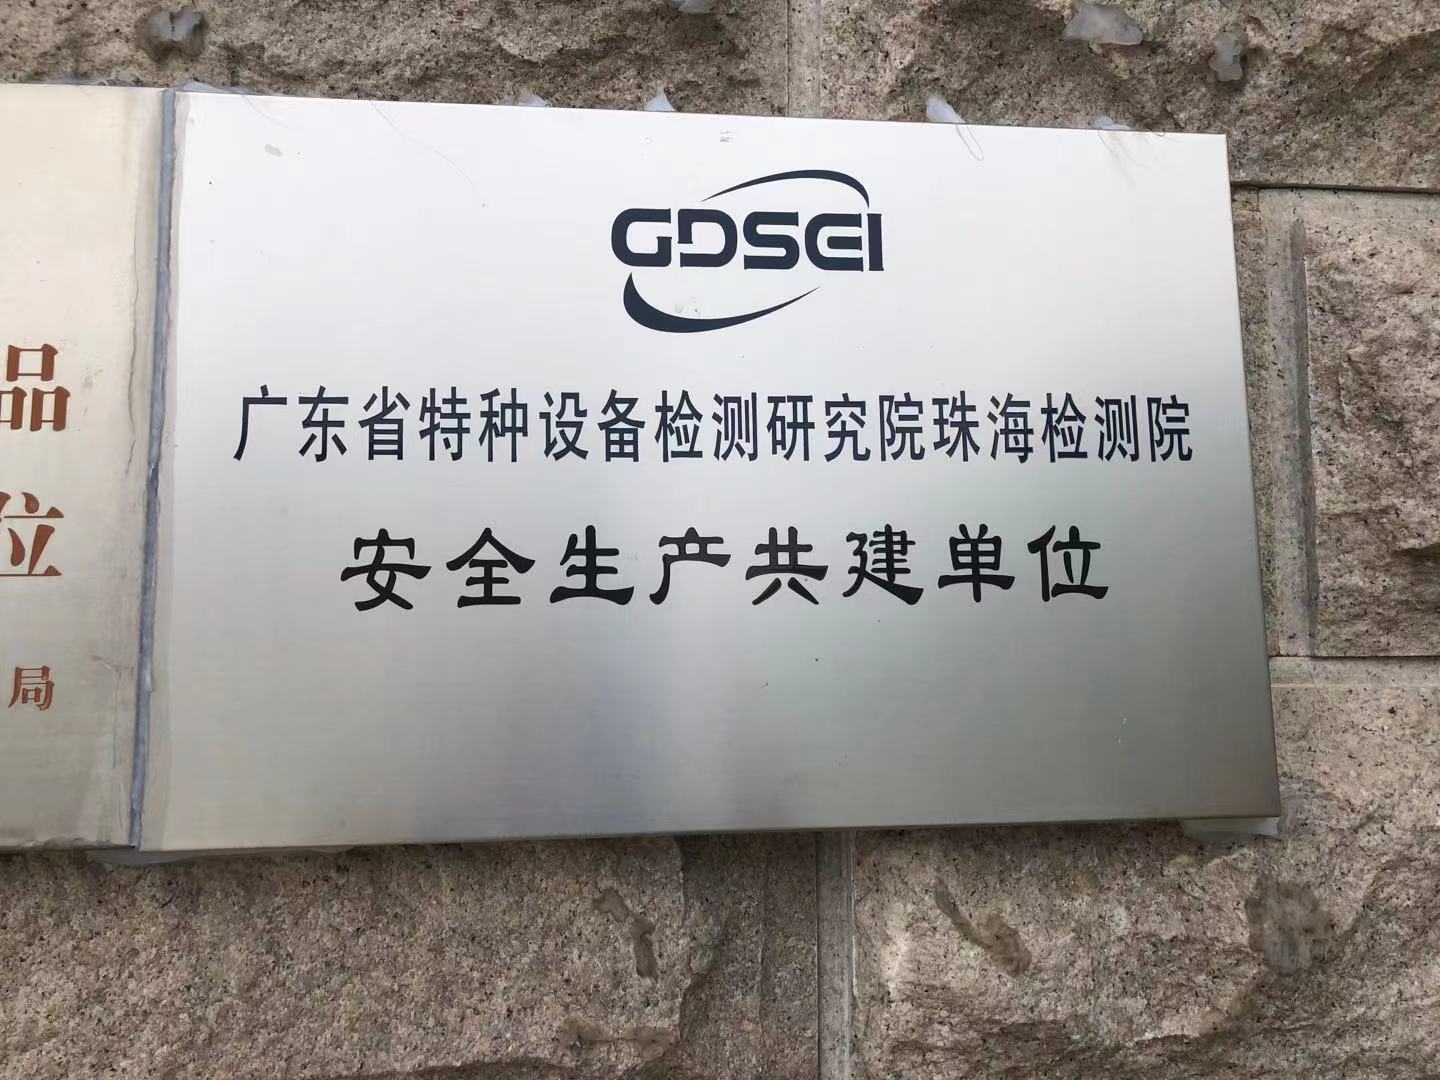 品
位
局
GDSEI
广东省特种设备检测研究院珠海检测院
安全生产共建单位